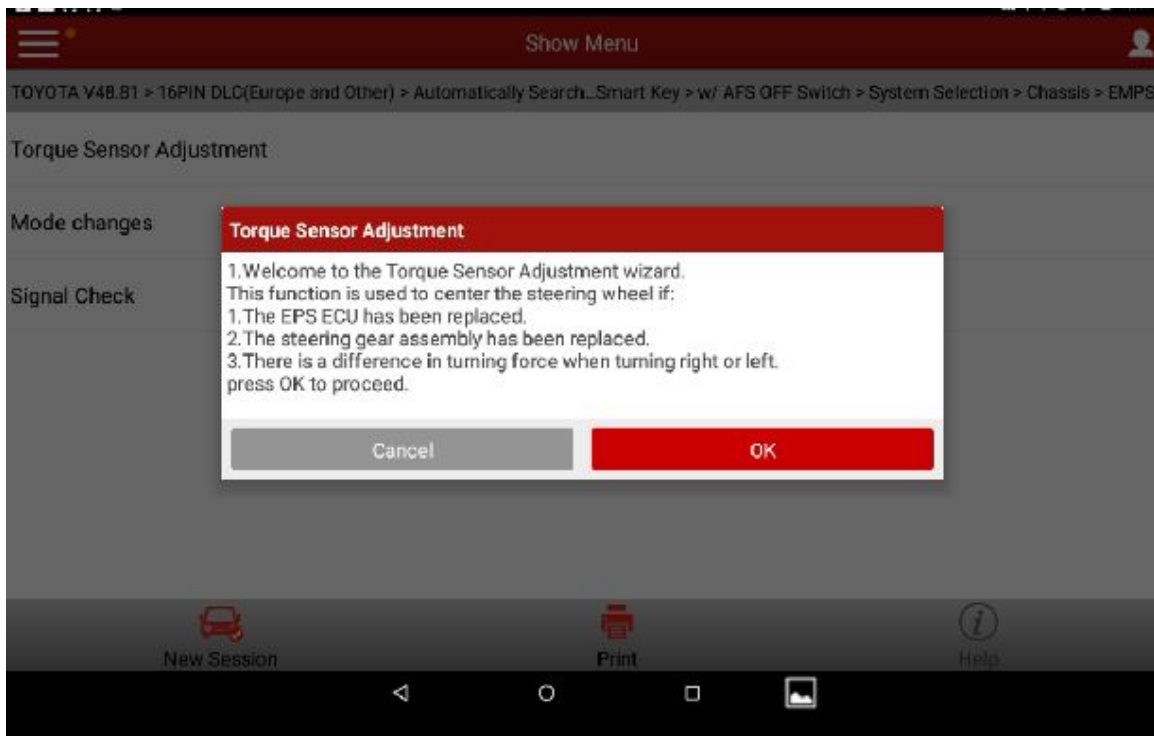 Show Menu
TOYOTA V48.81 > 16PIN DLC(Europe and Other) > Automatically Search...Smart Key > w/ AFS OFF Switch > System Selection > Chassis > EMPS
Torque Sensor Adjustment
Mode changes
Signal Check
Torque Sensor Adjustment
1.Welcome to the Torque Sensor Adjustment wizard.
This function is used to center the steering wheel if:
1.The EPS ECU has been replaced.
2.The steering gear assembly has been replaced.
3.There is a difference in turning force when turning right or left.
press OK to proceed.
Cancel
OK
New Session
Print
Help